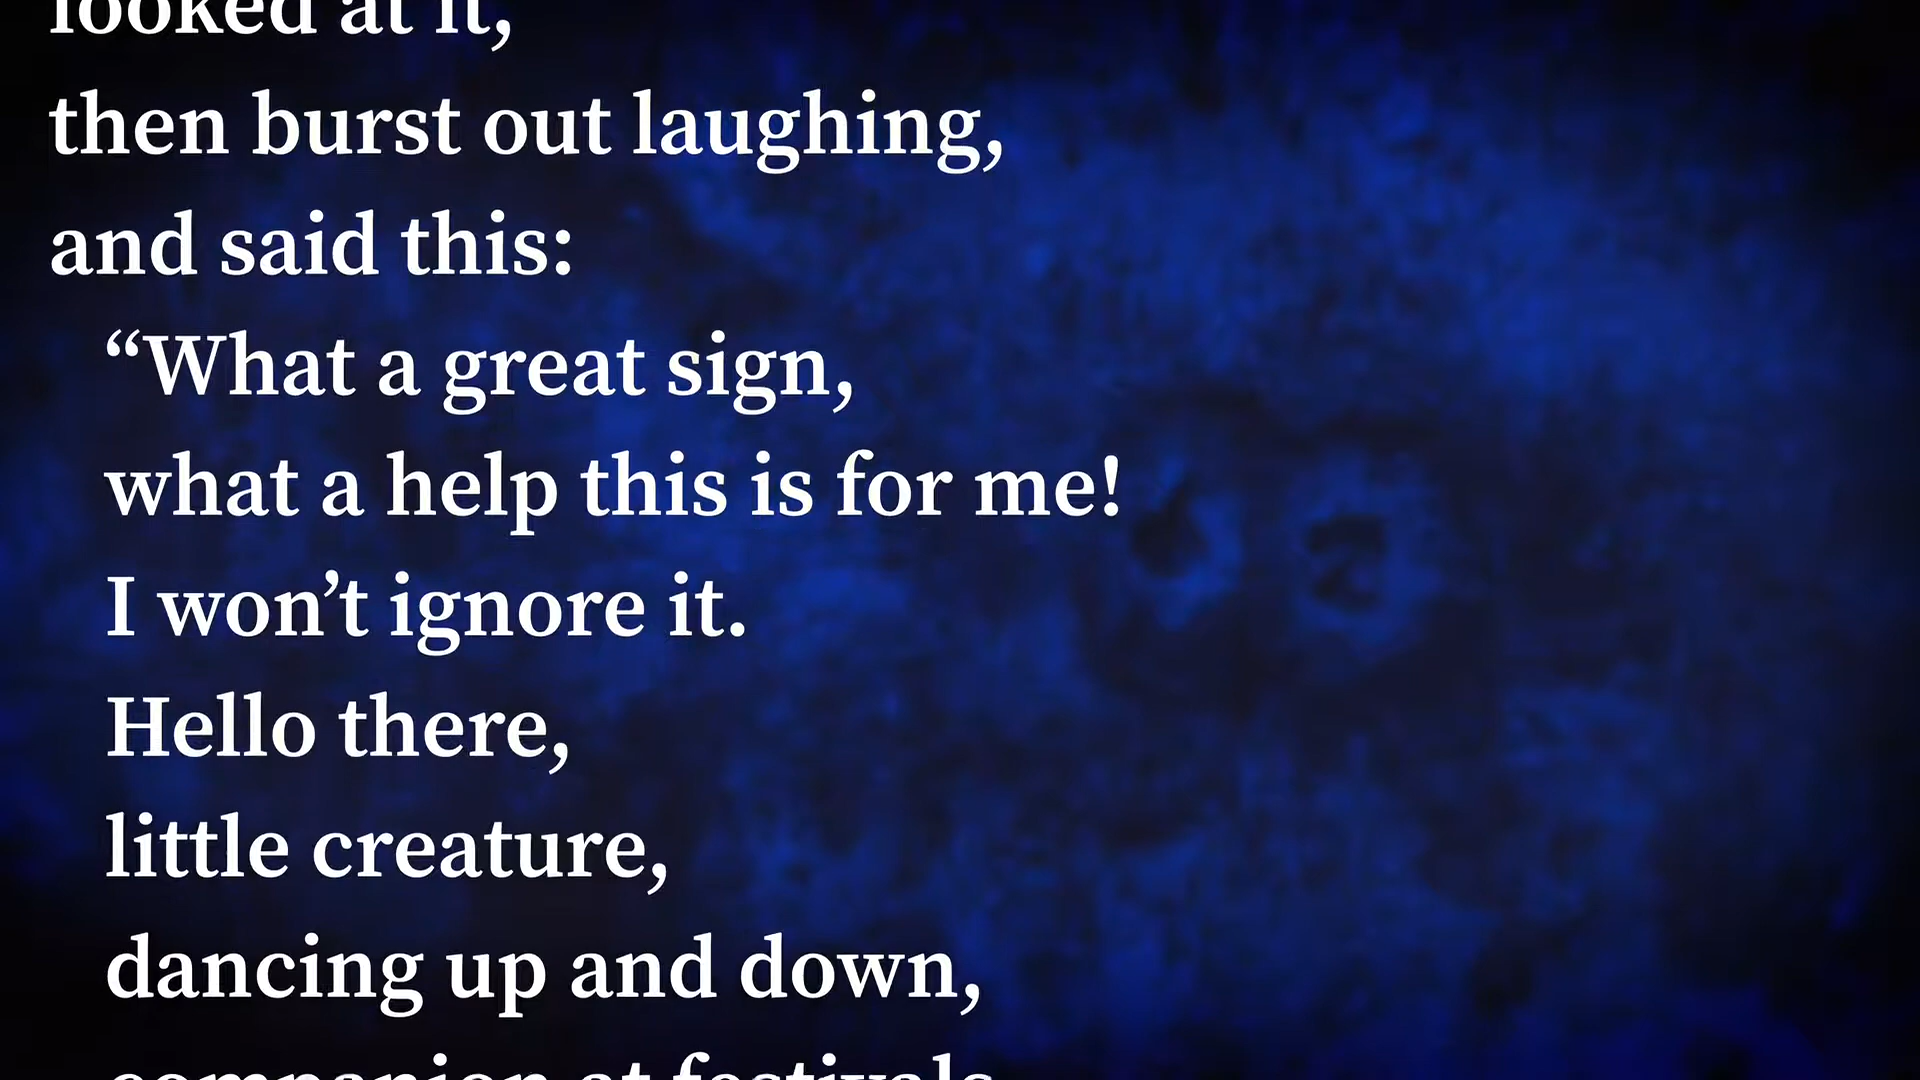 looked at it,
then burst out laughing,
and said this:
“What a great sign,
what a help this is for me!
I won’t ignore it.
Hello there,
little creature,
dancing up and down,
companion at festivals